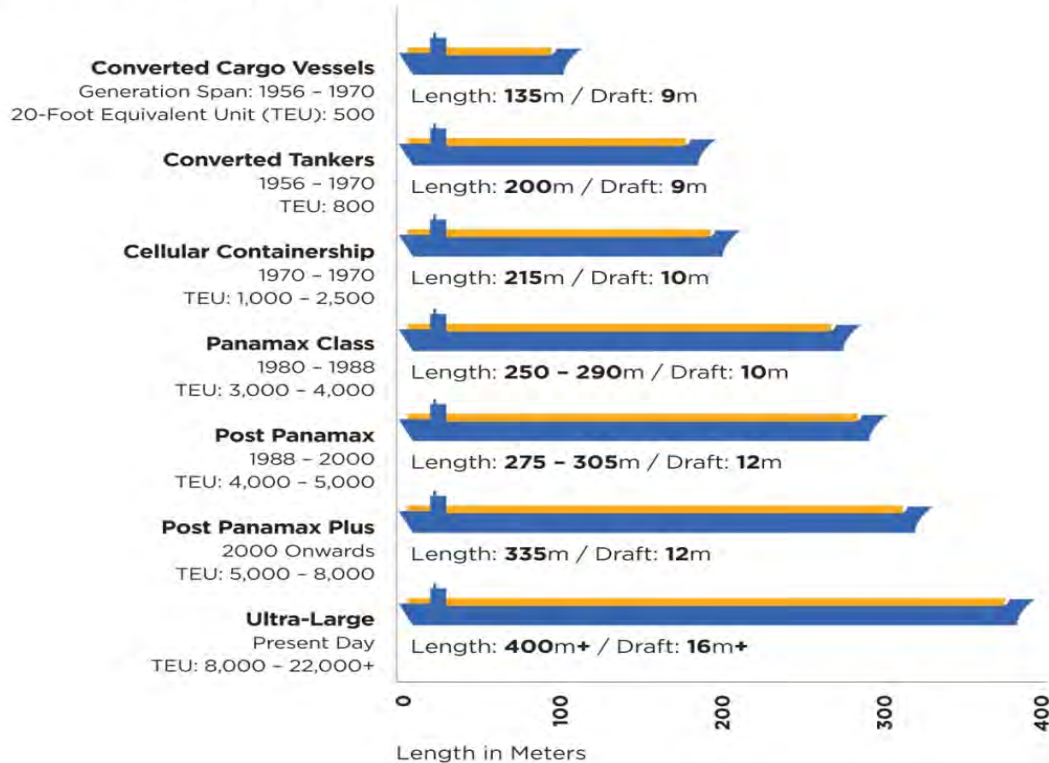 Converted Cargo Vessels
Generation Span: 1956 – 1970
20-Foot Equivalent Unit (TEU): 500
Length: 135m / Draft: 9m
Converted Tankers
1956 – 1970
TEU: 800
Length: 200m / Draft: 9m
Cellular Containership
1970 – 1970
TEU: 1,000 – 2,500
Length: 215m / Draft: 10m
Panamax Class
1980 – 1988
TEU: 3,000 – 4,000
Length: 250 – 290m / Draft: 10m
Post Panamax
1988 – 2000
TEU: 4,000 – 5,000
Length: 275 – 305m / Draft: 12m
Post Panamax Plus
2000 Onwards
TEU: 5,000 – 8,000
Length: 335m / Draft: 12m
Ultra-Large
Present Day
TEU: 8,000 – 22,000+
Length: 400m+ / Draft: 16m+
0
100
200
300
400
Length in Meters